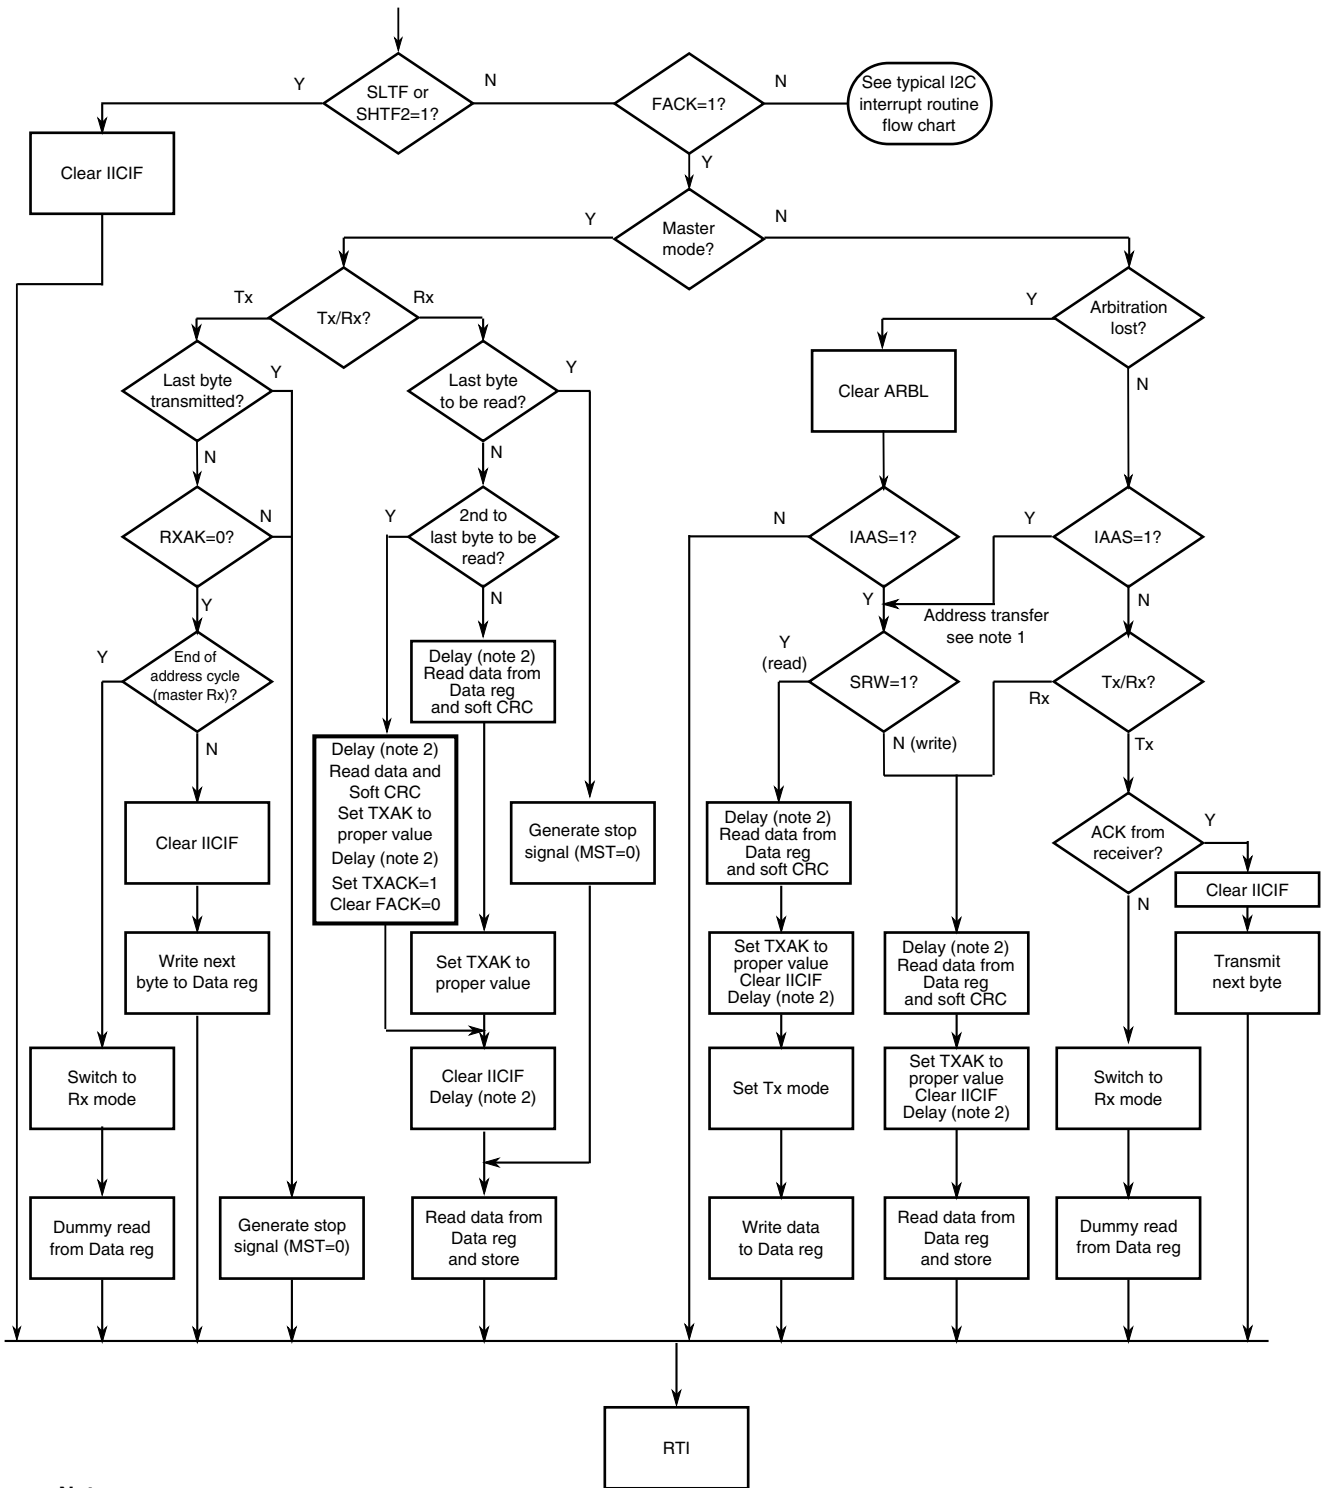 Y
SLTF or
SHTF2=1?
N
FACK=1?
N
See typical I2C
interrupt routine
flow chart
Clear IICIF
Y
Y
Master
mode?
N
Tx
Tx/Rx?
Rx
Y
Arbitration
lost?
Last byte
transmitted?
Y
Last byte
to be read?
Y
Clear ARBL
N
N
N
RXAK=0?
N
Y
2nd to
last byte to be
read?
N
IAAS=1?
Y
IAAS=1?
Y
N
Y
Address transfer
see note 1
N
Y
End of
address cycle
(master Rx)?
Delay (note 2)
Read data from
Data reg
and soft CRC
Y
(read)
SRW=1?
Rx
Tx/Rx?
N
N (write)
Tx
Delay (note 2)
Read data and
Soft CRC
Set TXAK to
proper value
Delay (note 2)
Set TXACK=1
Clear FACK=0
Clear IICIF
Generate stop
signal (MST=0)
Delay (note 2)
Read data from
Data reg
and soft CRC
ACK from
receiver?
Y
Clear IICIF
N
Write next
byte to Data reg
Set TXAK to
proper value
Set TXAK to
proper value
Clear IICIF
Delay (note 2)
Delay (note 2)
Read data from
Data reg
and soft CRC
Transmit
next byte
Switch to
Rx mode
Clear IICIF
Delay (note 2)
Set Tx mode
Set TXAK to
proper value
Clear IICIF
Delay (note 2)
Switch to
Rx mode
Dummy read
from Data reg
Generate stop
signal (MST=0)
Read data from
Data reg
and store
Write data
to Data reg
Read data from
Data reg
and store
Dummy read
from Data reg
RTI